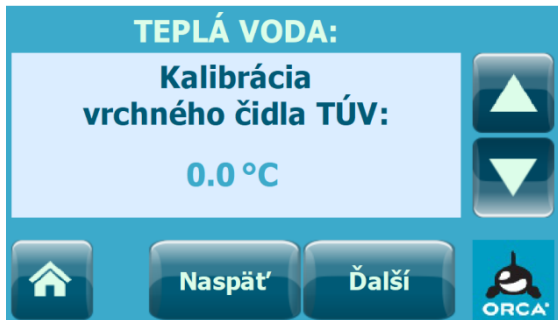 TEPLÁ VODA:
Kalibrácia
vrchného čidla TÚV:
0.0 °C
Naspäť
Ďalší
ORCA